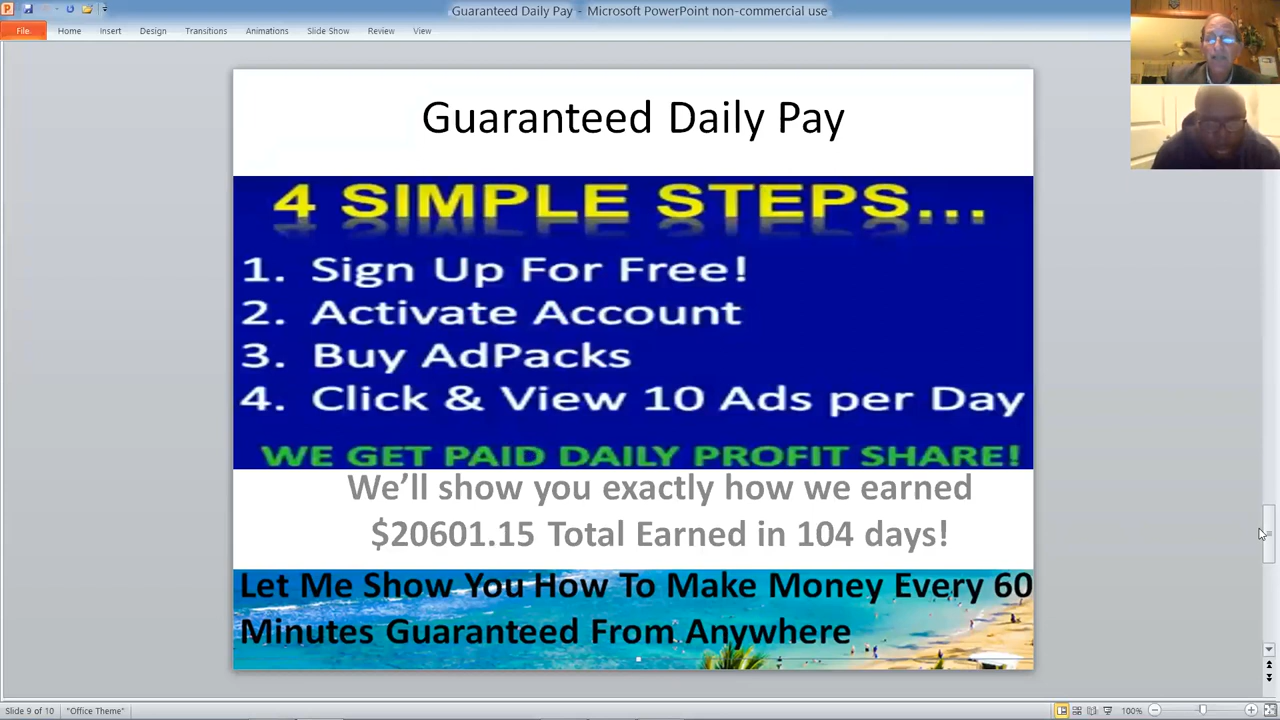 Guaranteed Daily Pay - Microsoft PowerPoint non-commercial use
File Home Insert Design Transitions Animations Slide Show Review View
Guaranteed Daily Pay
4 SIMPLE STEPS...
1. Sign Up For Free!
2. Activate Account
3. Buy AdPacks
4. Click & View 10 Ads per Day
WE GET PAID DAILY PROFIT SHARE!
We’ll show you exactly how we earned
$20601.15 Total Earned in 104 days!
Let Me Show You How To Make Money Every 60
Minutes Guaranteed From Anywhere
Slide 9 of 10 "Office Theme" 100%